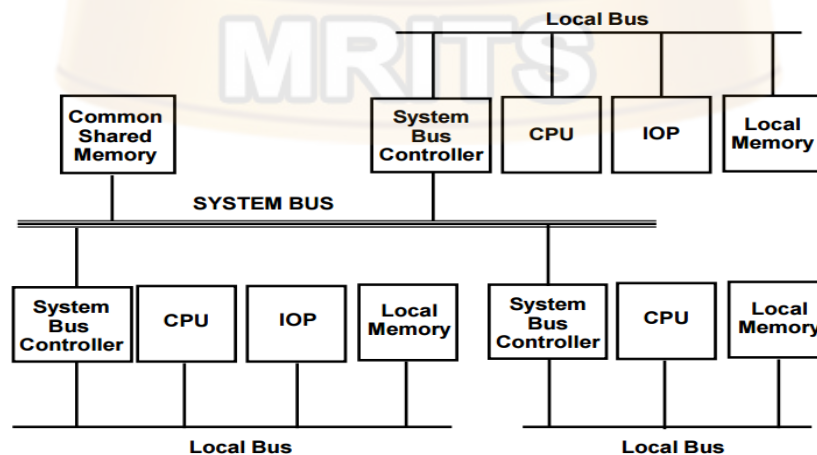 MRITS
Local Bus
Common
Shared
Memory
System
Bus
Controller
CPU
IOP
Local
Memory
SYSTEM BUS
System
Bus
Controller
CPU
IOP
Local
Memory
System
Bus
Controller
CPU
Local
Memory
Local Bus
Local Bus